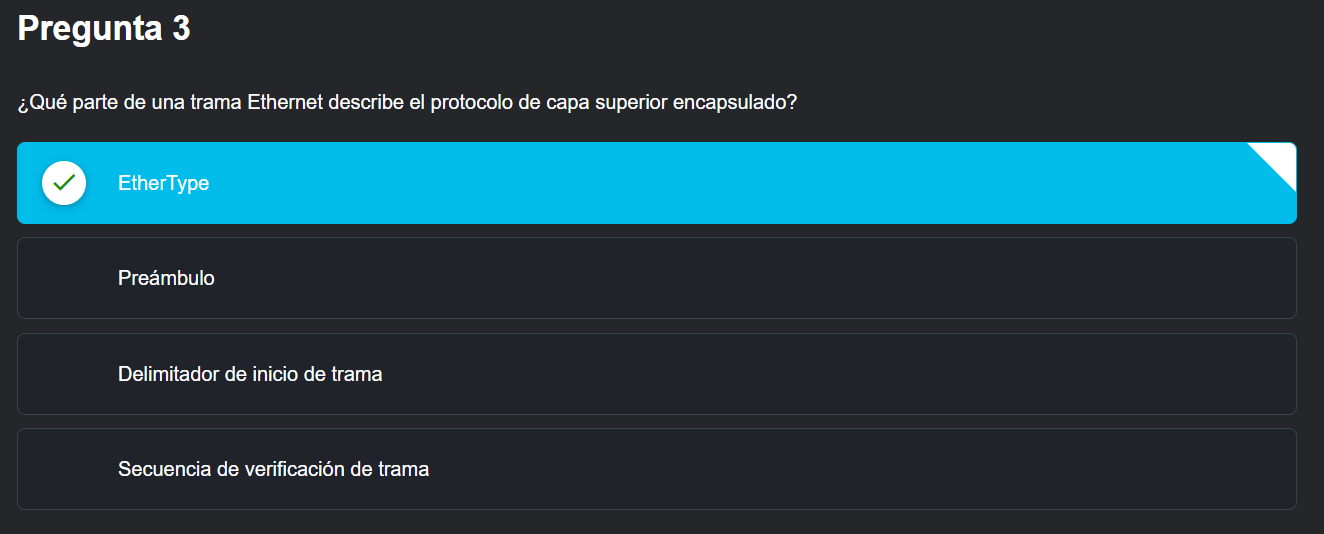 Pregunta 3
¿Qué parte de una trama Ethernet describe el protocolo de capa superior encapsulado?
EtherType
Preámbulo
Delimitador de inicio de trama
Secuencia de verificación de trama